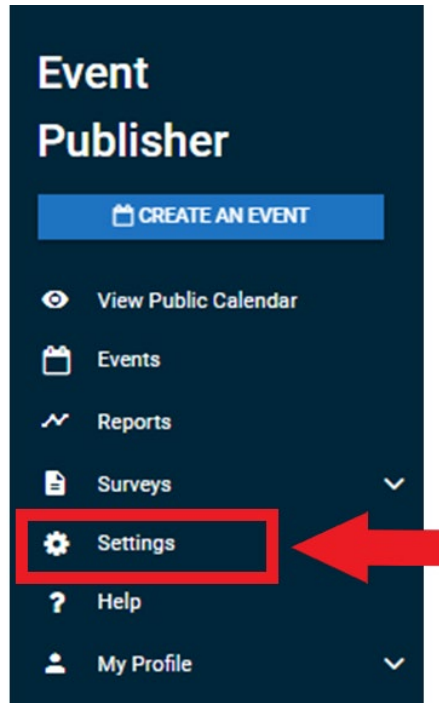 Event
Publisher
CREATE AN EVENT
View Public Calendar
Events
Reports
Surveys
Settings
? Help
My Profile